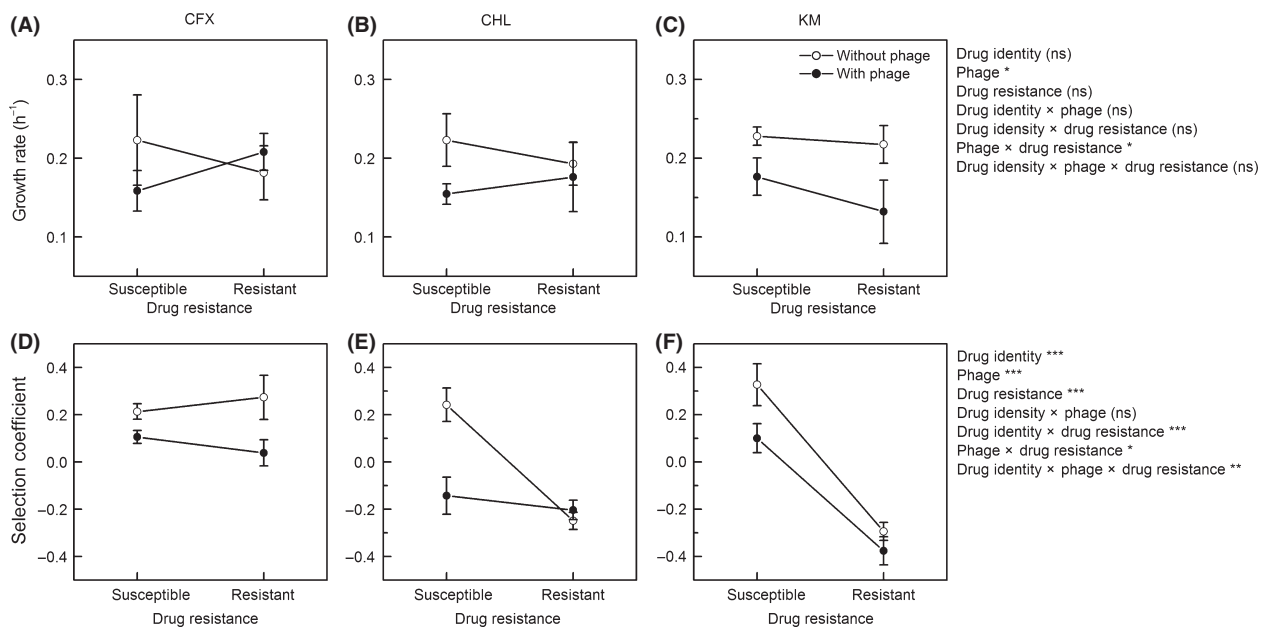 (A) CFX
(B) CHL
(C) KM
Growth rate (h⁻¹)
0.3
0.2
0.1
Susceptible Resistant
Drug resistance
0.3
0.2
0.1
Susceptible Resistant
Drug resistance
0.3
0.2
0.1
Without phage
With phage
Susceptible Resistant
Drug resistance
Drug identity (ns)
Phage *
Drug resistance (ns)
Drug identity × phage (ns)
Drug idensity × drug resistance (ns)
Phage × drug resistance *
Drug idensity × phage × drug resistance (ns)
(D)
Selection coefficient
0.4
0.2
0.0
−0.2
−0.4
Susceptible Resistant
Drug resistance
(E)
0.4
0.2
0.0
−0.2
−0.4
Susceptible Resistant
Drug resistance
(F)
0.4
0.2
0.0
−0.2
−0.4
Susceptible Resistant
Drug resistance
Drug identity ***
Phage ***
Drug resistance ***
Drug idensity × phage (ns)
Drug identity × drug resistance ***
Phage × drug resistance *
Drug identity × phage × drug resistance **